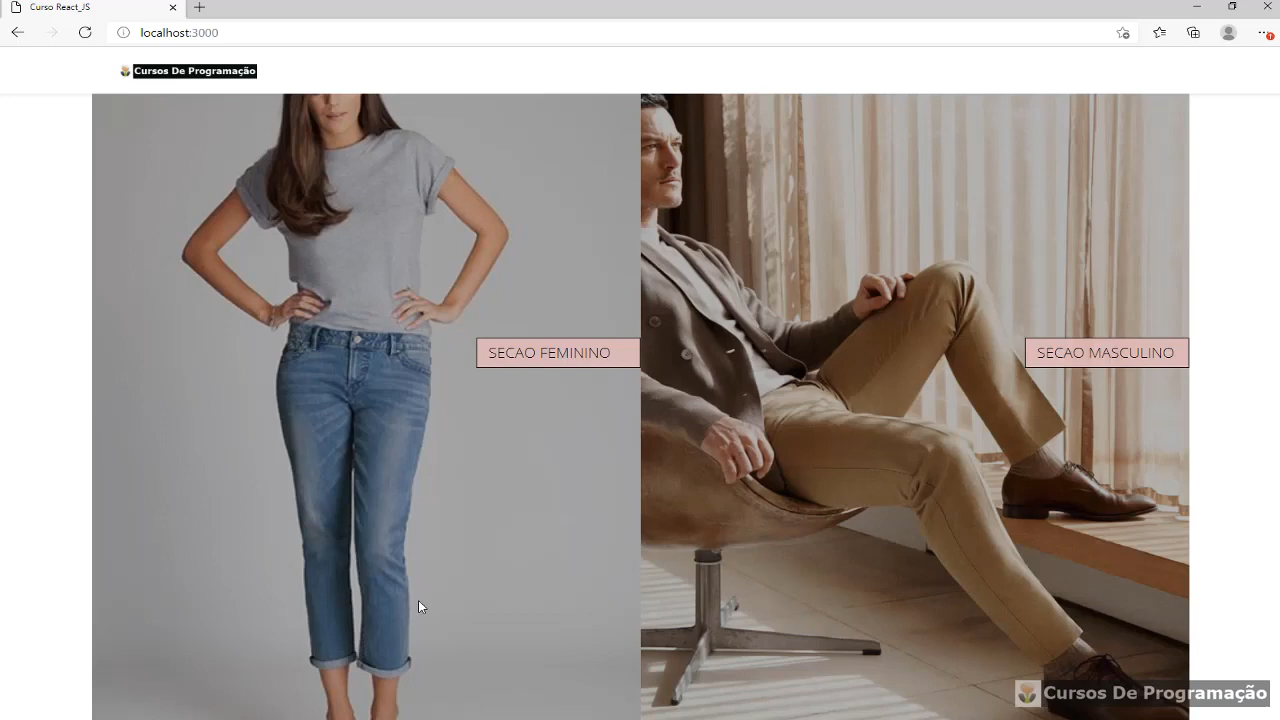 Curso React_JS
localhost:3000
Cursos De Programação
SECAO FEMININO
SECAO MASCULINO
Cursos De Programação